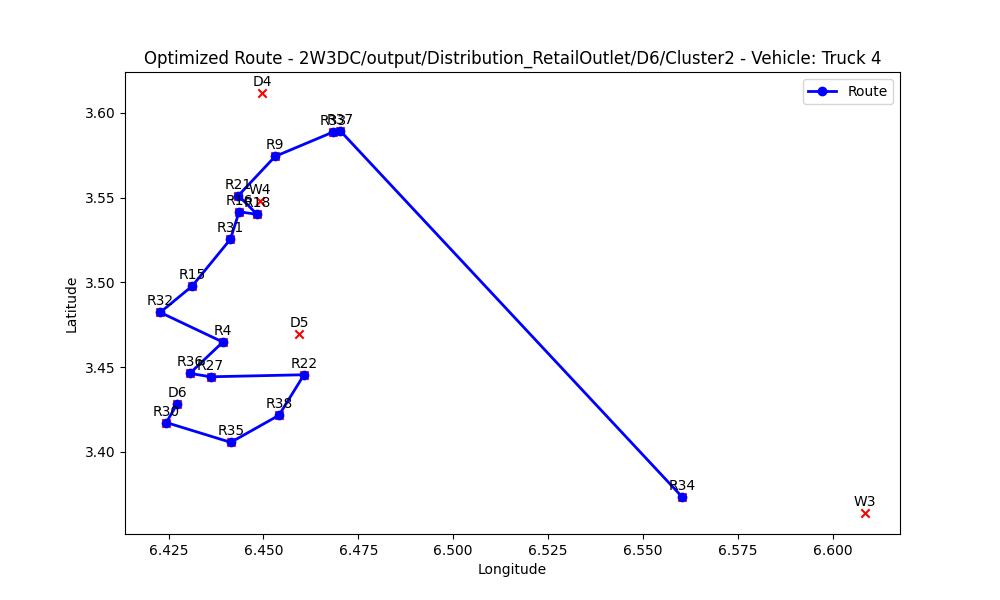 Optimized Route - 2W3DC/output/Distribution_RetailOutlet/D6/Cluster2 - Vehicle: Truck 4
Route
D4
R33
R37
R9
R21
W4
R16
R18
R31
R15
R32
D5
R4
R36
R27
R22
D6
R30
R38
R35
R34
W3
3.60
3.55
3.50
3.45
3.40
Latitude
6.425
6.450
6.475
6.500
6.525
6.550
6.575
6.600
Longitude